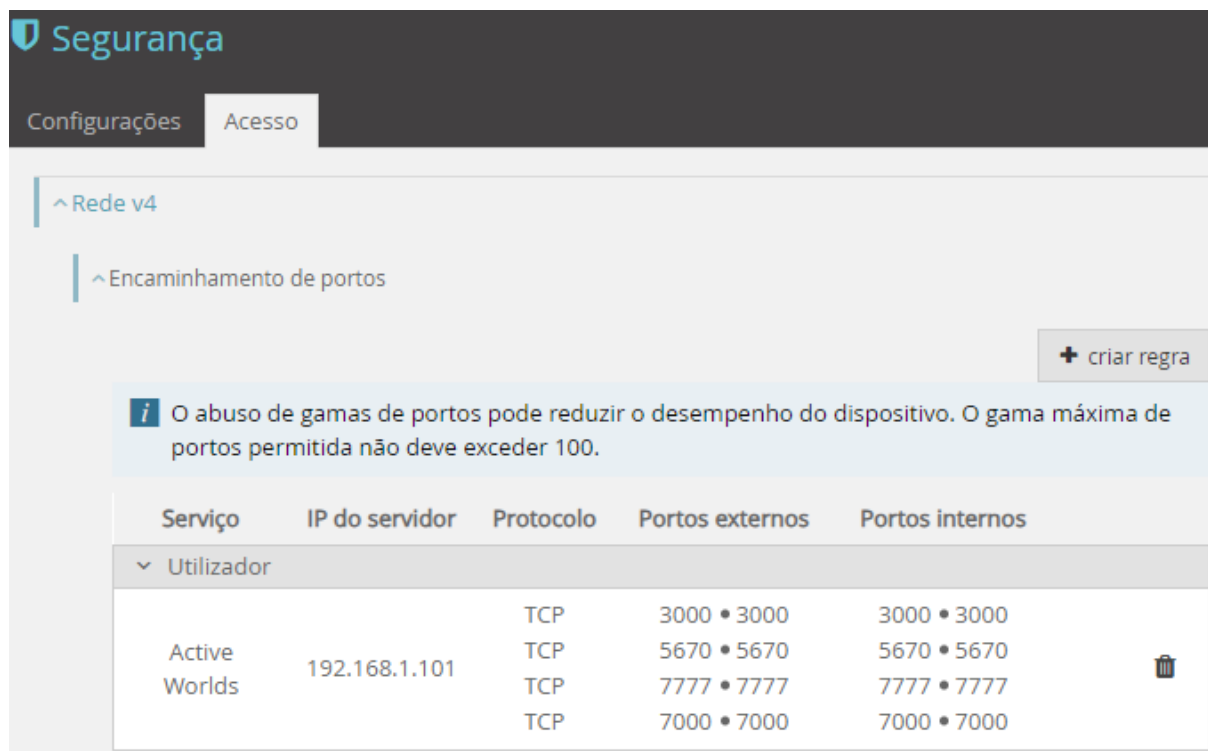 Segurança
Configurações Acesso
Rede v4
Encaminhamento de portos
criar regra
i O abuso de gamas de portos pode reduzir o desempenho do dispositivo. O gama máxima de
portos permitida não deve exceder 100.
Serviço IP do servidor Protocolo Portos externos Portos internos
Utilizador
TCP 3000 • 3000 3000 • 3000
Active TCP 5670 • 5670 5670 • 5670
192.168.1.101
Worlds TCP 7777 • 7777 7777 • 7777
TCP 7000 • 7000 7000 • 7000